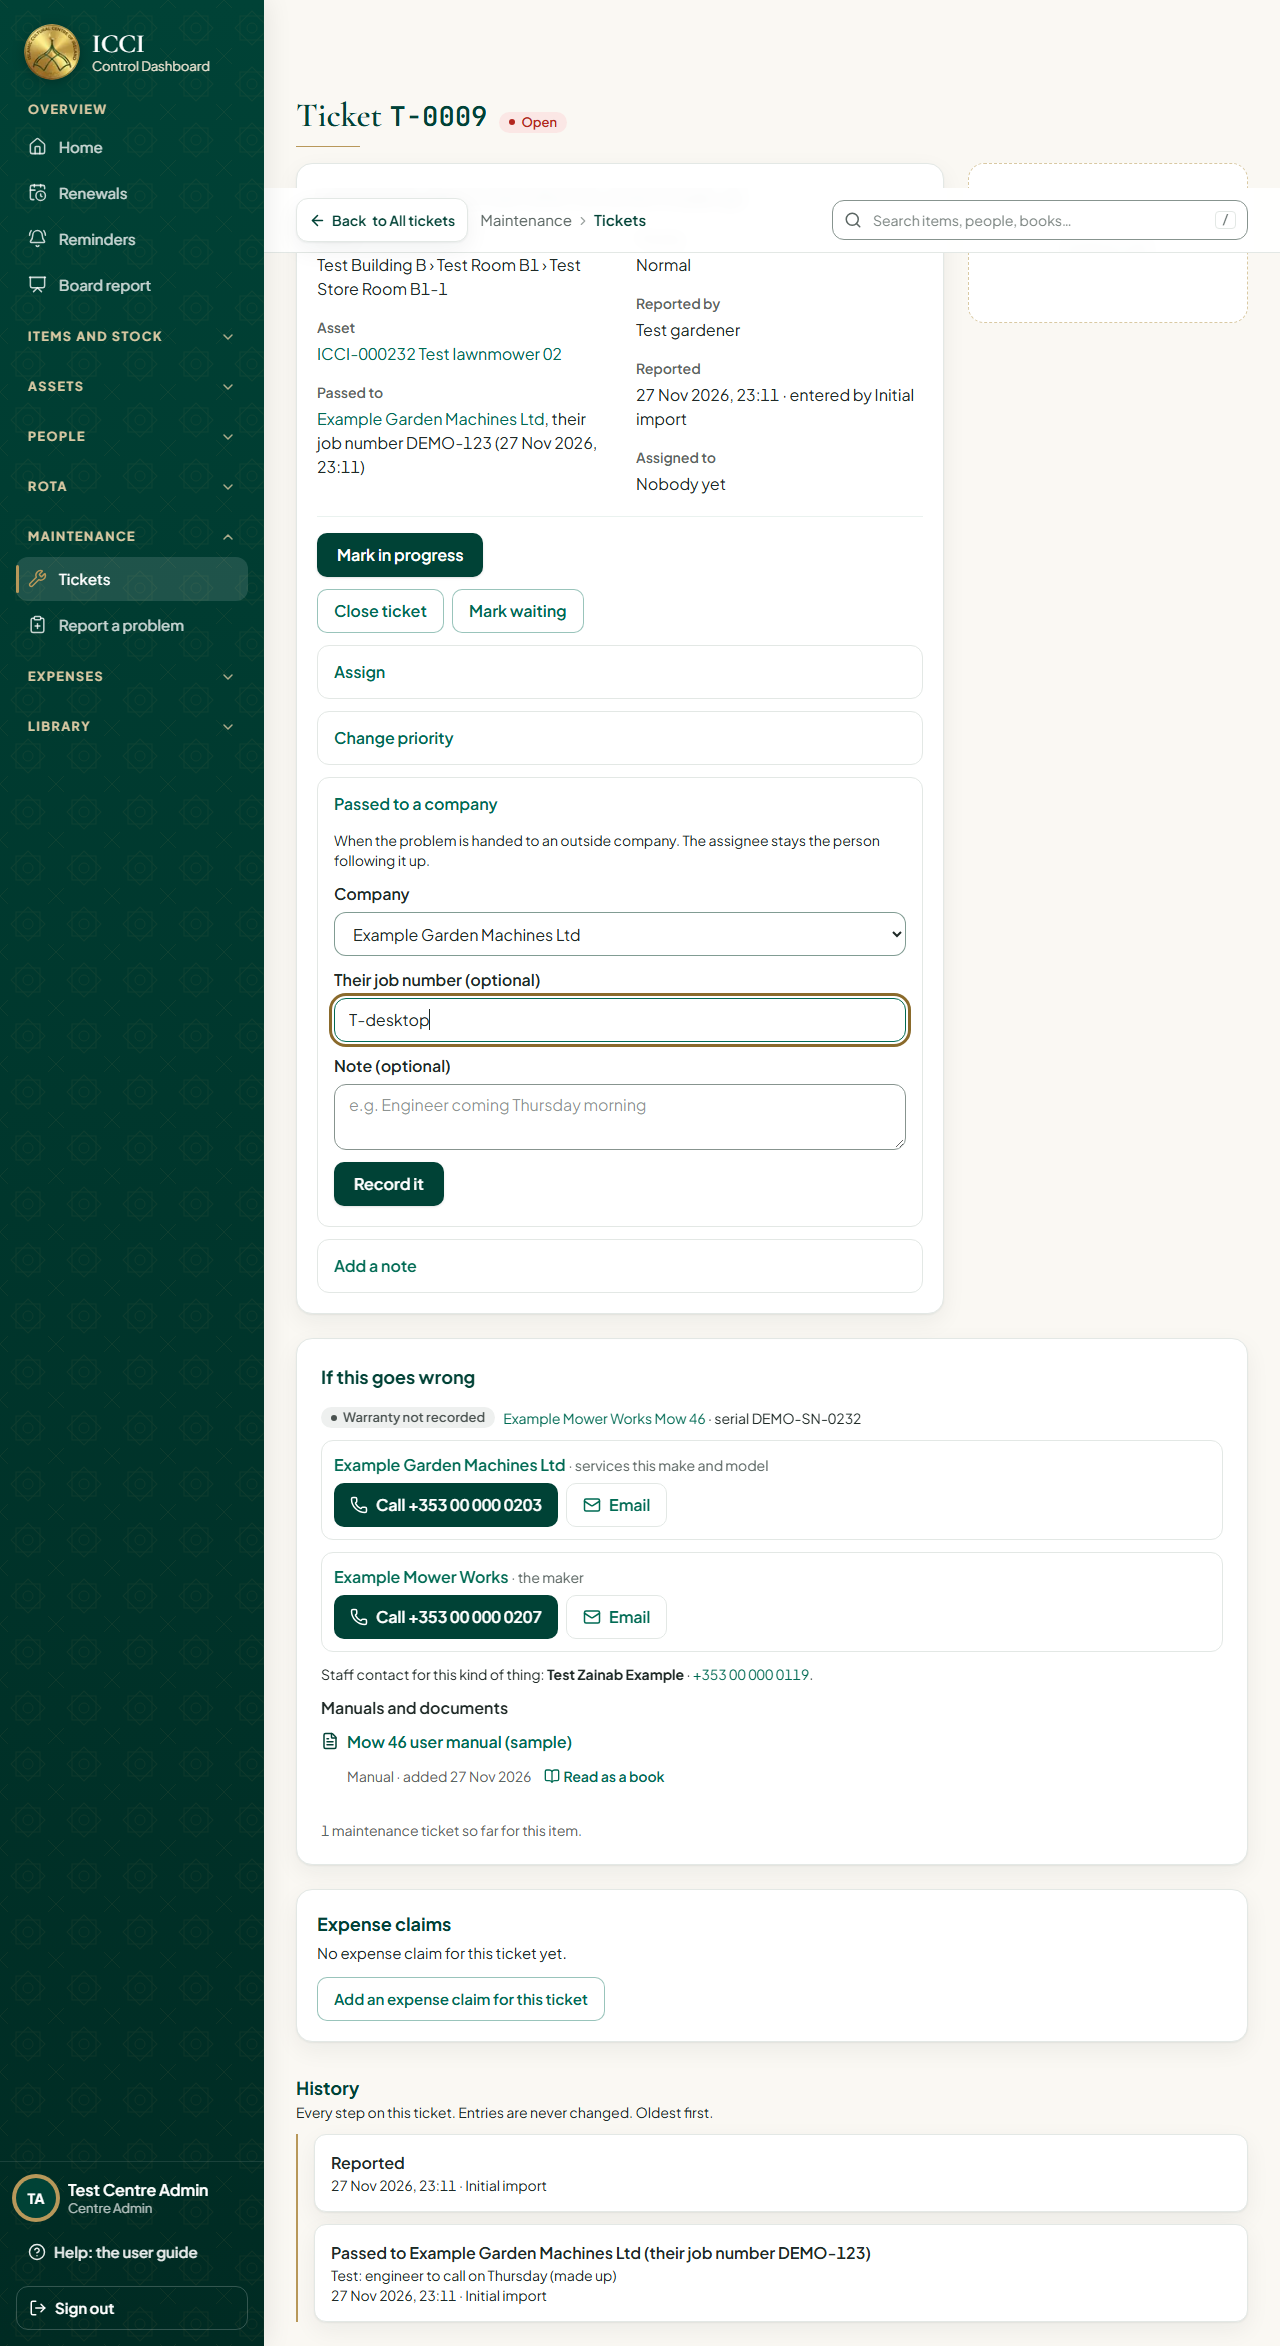 ICCI
Control Dashboard
OVERVIEW
Home
Renewals
Reminders
Board report
ITEMS AND STOCK
ASSETS
PEOPLE
ROTA
MAINTENANCE
Tickets
Report a problem
EXPENSES
LIBRARY
TA
Test Centre Admin
Centre Admin
Help: the user guide
Sign out
Ticket T-0009
Open
Back to All tickets
Maintenance › Tickets
Search items, people, books…
/
Test Building B › Test Room B1 › Test
Store Room B1-1
Asset
ICCI-000232 Test lawnmower 02
Passed to
Example Garden Machines Ltd, their
job number DEMO-123 (27 Nov 2026,
23:11)
Normal
Reported by
Test gardener
Reported
27 Nov 2026, 23:11 · entered by Initial
import
Assigned to
Nobody yet
Mark in progress
Close ticket
Mark waiting
Assign
Change priority
Passed to a company
When the problem is handed to an outside company. The assignee stays the person
following it up.
Company
Example Garden Machines Ltd
Their job number (optional)
T-desktop
Note (optional)
e.g. Engineer coming Thursday morning
Record it
Add a note
If this goes wrong
Warranty not recorded
Example Mower Works Mow 46 · serial DEMO-SN-0232
Example Garden Machines Ltd · services this make and model
Call +353 00 000 0203
Email
Example Mower Works · the maker
Call +353 00 000 0207
Email
Staff contact for this kind of thing: Test Zainab Example · +353 00 000 0119.
Manuals and documents
Mow 46 user manual (sample)
Manual · added 27 Nov 2026
Read as a book
1 maintenance ticket so far for this item.
Expense claims
No expense claim for this ticket yet.
Add an expense claim for this ticket
History
Every step on this ticket. Entries are never changed. Oldest first.
Reported
27 Nov 2026, 23:11 · Initial import
Passed to Example Garden Machines Ltd (their job number DEMO-123)
Test: engineer to call on Thursday (made up)
27 Nov 2026, 23:11 · Initial import